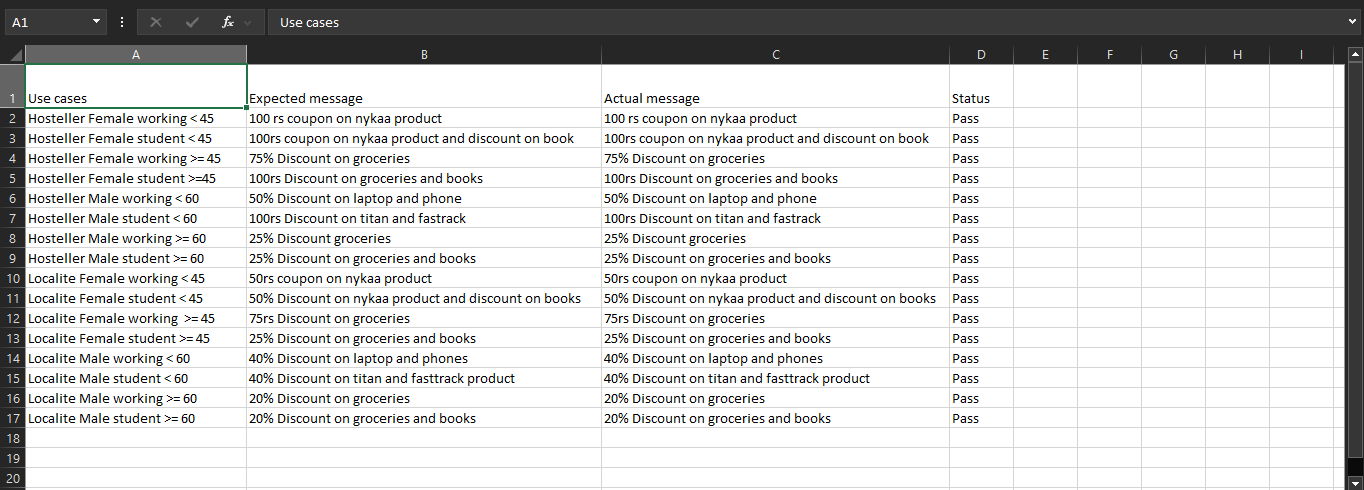 A1 fx Use cases
A B C D E F G H I
1 Use cases Expected message Actual message Status
2 Hosteller Female working < 45 100 rs coupon on nykaa product 100 rs coupon on nykaa product Pass
3 Hosteller Female student < 45 100rs coupon on nykaa product and discount on book 100rs coupon on nykaa product and discount on book Pass
4 Hosteller Female working >= 45 75% Discount on groceries 75% Discount on groceries Pass
5 Hosteller Female student >=45 100rs Discount on groceries and books 100rs Discount on groceries and books Pass
6 Hosteller Male working < 60 50% Discount on laptop and phone 50% Discount on laptop and phone Pass
7 Hosteller Male student < 60 100rs Discount on titan and fastrack 100rs Discount on titan and fastrack Pass
8 Hosteller Male working >= 60 25% Discount groceries 25% Discount groceries Pass
9 Hosteller Male student >= 60 25% Discount on groceries and books 25% Discount on groceries and books Pass
10 Localite Female working < 45 50rs coupon on nykaa product 50rs coupon on nykaa product Pass
11 Localite Female student < 45 50% Discount on nykaa product and discount on books 50% Discount on nykaa product and discount on books Pass
12 Localite Female working >= 45 75rs Discount on groceries 75rs Discount on groceries Pass
13 Localite Female student >= 45 25% Discount on groceries and books 25% Discount on groceries and books Pass
14 Localite Male working < 60 40% Discount on laptop and phones 40% Discount on laptop and phones Pass
15 Localite Male student < 60 40% Discount on titan and fasttrack product 40% Discount on titan and fasttrack product Pass
16 Localite Male working >= 60 20% Discount on groceries 20% Discount on groceries Pass
17 Localite Male student >= 60 20% Discount on groceries and books 20% Discount on groceries and books Pass
18
19
20